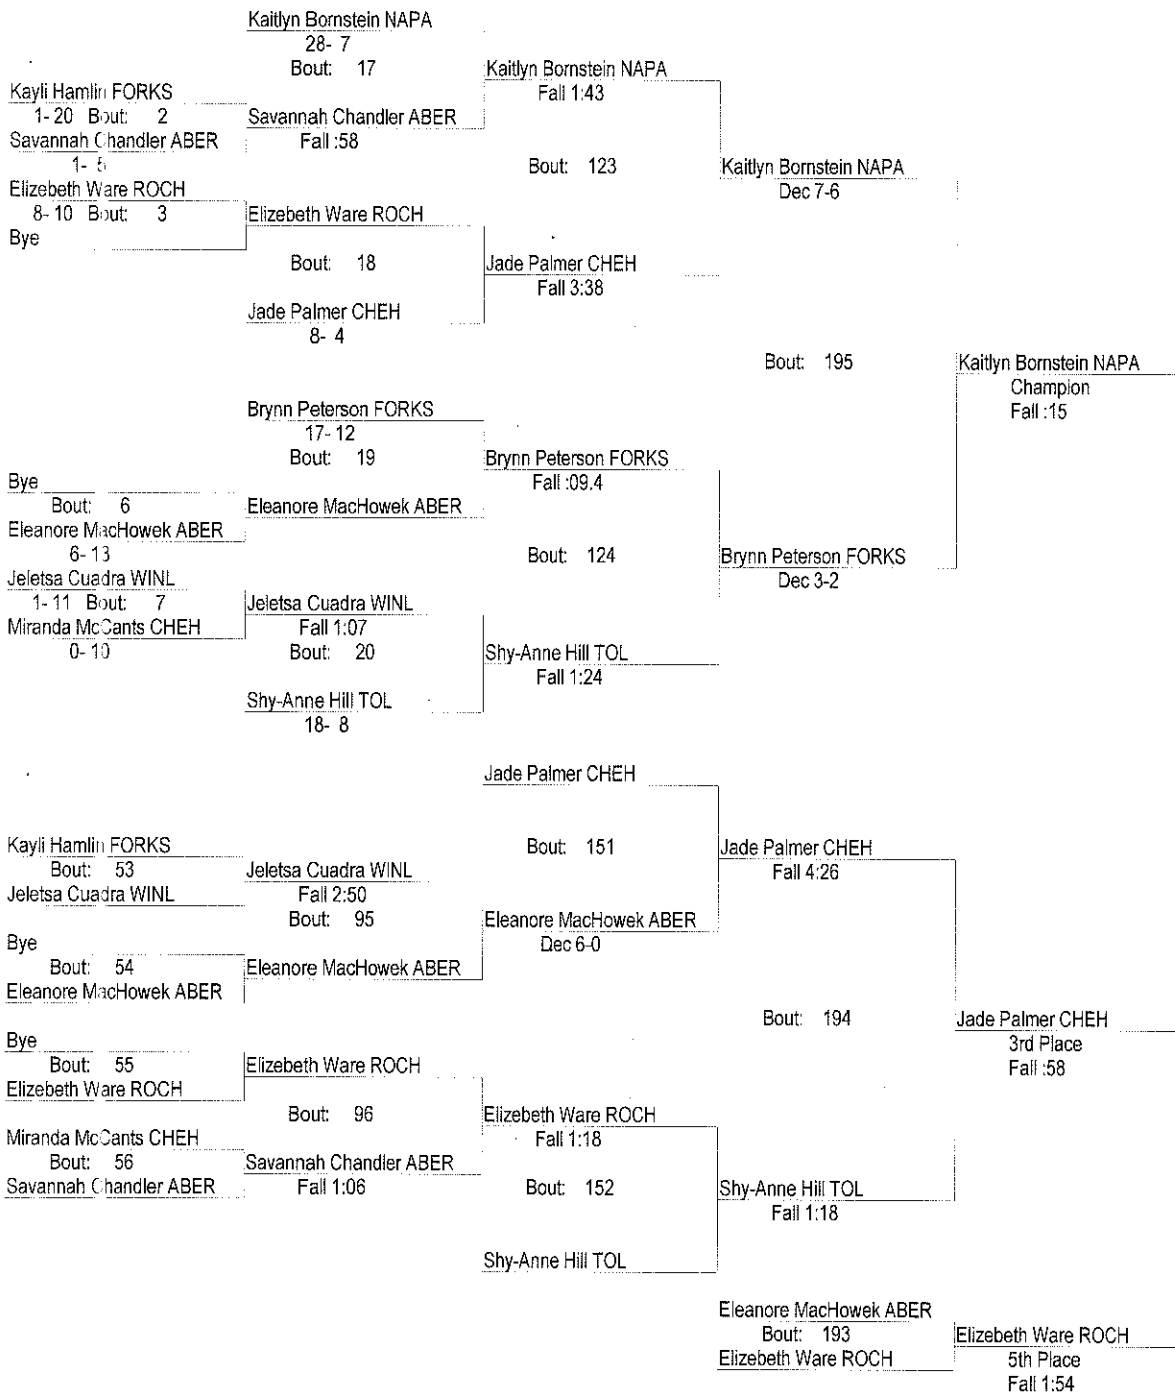 Kaitlyn Bornstein NAPA
28- 7
Bout: 17
Kaitlyn Bornstein NAPA
Fall 1:43
Kayli Hamlin FORKS
1- 20 Bout: 2
Savannah Chandler ABER
Fall :58
Savannah Chandler ABER
1- 5
Bout: 123
Kaitlyn Bornstein NAPA
Dec 7-6
Elizebeth Ware ROCH
8- 10 Bout: 3
Elizebeth Ware ROCH
Bye
Bout: 18
Jade Palmer CHEH
Fall 3:38
Jade Palmer CHEH
8- 4
Bout: 195
Kaitlyn Bornstein NAPA
Champion
Fall :15
Brynn Peterson FORKS
17- 12
Bout: 19
Brynn Peterson FORKS
Fall :09.4
Bye
Bout: 6
Eleanore MacHowek ABER
Eleanore MacHowek ABER
6- 13
Bout: 124
Brynn Peterson FORKS
Dec 3-2
Jeletsa Cuadra WINL
1- 11 Bout: 7
Jeletsa Cuadra WINL
Fall 1:07
Miranda McCants CHEH
0- 10
Bout: 20
Shy-Anne Hill TOL
Fall 1:24
Shy-Anne Hill TOL
18- 8
Jade Palmer CHEH
Kayli Hamlin FORKS
Bout: 53
Jeletsa Cuadra WINL
Jeletsa Cuadra WINL
Fall 2:50
Bout: 95
Bout: 151
Jade Palmer CHEH
Fall 4:26
Eleanore MacHowek ABER
Dec 6-0
Bye
Bout: 54
Eleanore MacHowek ABER
Eleanore MacHowek ABER
Bout: 194
Jade Palmer CHEH
3rd Place
Fall :58
Bye
Bout: 55
Elizebeth Ware ROCH
Elizebeth Ware ROCH
Bout: 96
Elizebeth Ware ROCH
Fall 1:18
Miranda McCants CHEH
Bout: 56
Savannah Chandler ABER
Savannah Chandler ABER
Fall 1:06
Bout: 152
Shy-Anne Hill TOL
Fall 1:18
Shy-Anne Hill TOL
Eleanore MacHowek ABER
Bout: 193
Elizebeth Ware ROCH
Elizebeth Ware ROCH
5th Place
Fall 1:54